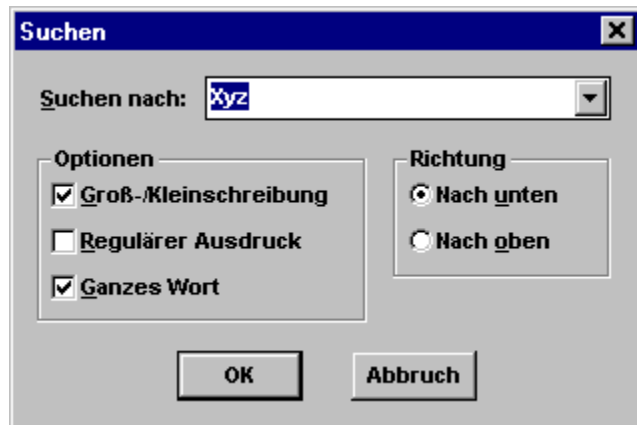 Suchen
Suchen nach: Xyz
Optionen
Groß-/Kleinschreibung
Regulärer Ausdruck
Ganzes Wort
Richtung
Nach unten
Nach oben
OK
Abbruch